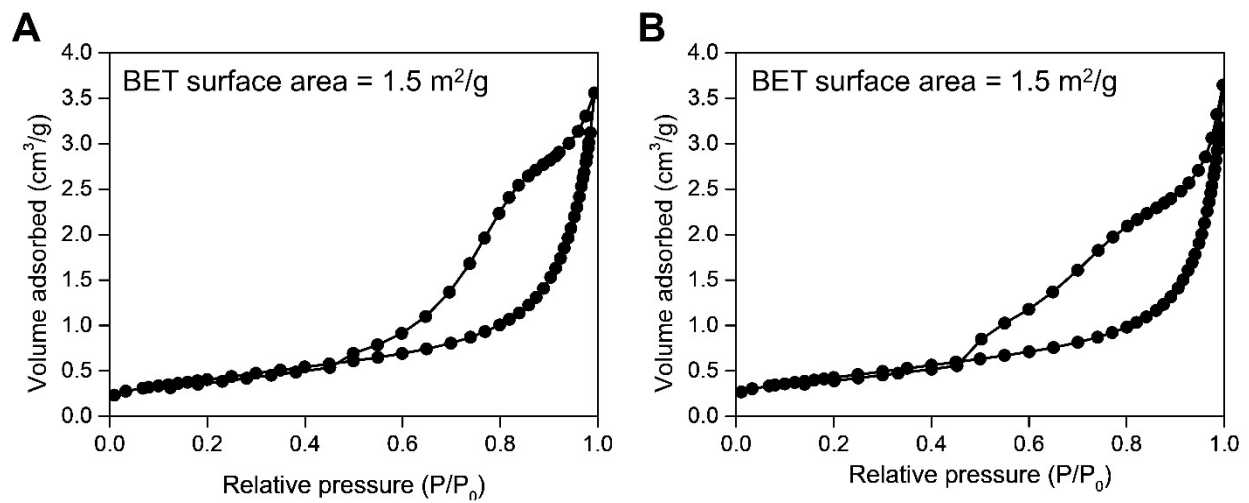 A
BET surface area = 1.5 m²/g
Volume adsorbed (cm³/g)
4.0
3.5
3.0
2.5
2.0
1.5
1.0
0.5
0.0
0.0 0.2 0.4 0.6 0.8 1.0
Relative pressure (P/P₀)
B
BET surface area = 1.5 m²/g
Volume adsorbed (cm³/g)
4.0
3.5
3.0
2.5
2.0
1.5
1.0
0.5
0.0
0.0 0.2 0.4 0.6 0.8 1.0
Relative pressure (P/P₀)